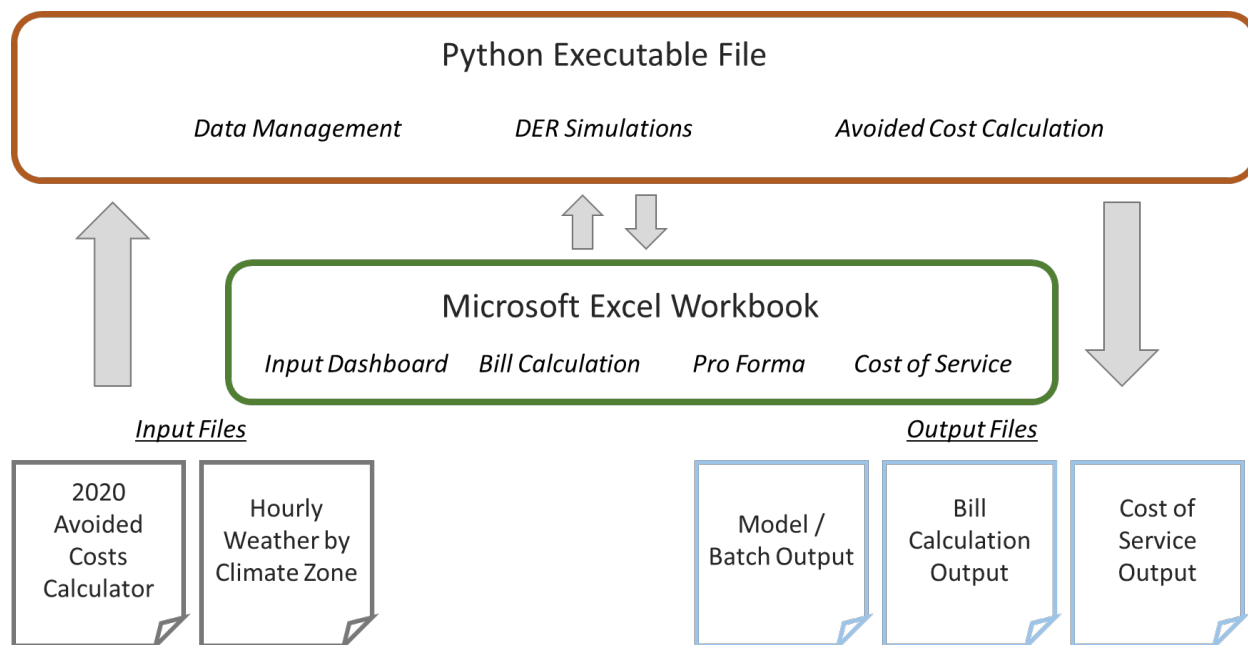 Python Executable File
Data Management
DER Simulations
Avoided Cost Calculation
Microsoft Excel Workbook
Input Dashboard
Bill Calculation
Pro Forma
Cost of Service
Input Files
Output Files
2020
Avoided
Costs
Calculator
Hourly
Weather by
Climate Zone
Model /
Batch Output
Bill
Calculation
Output
Cost of
Service
Output